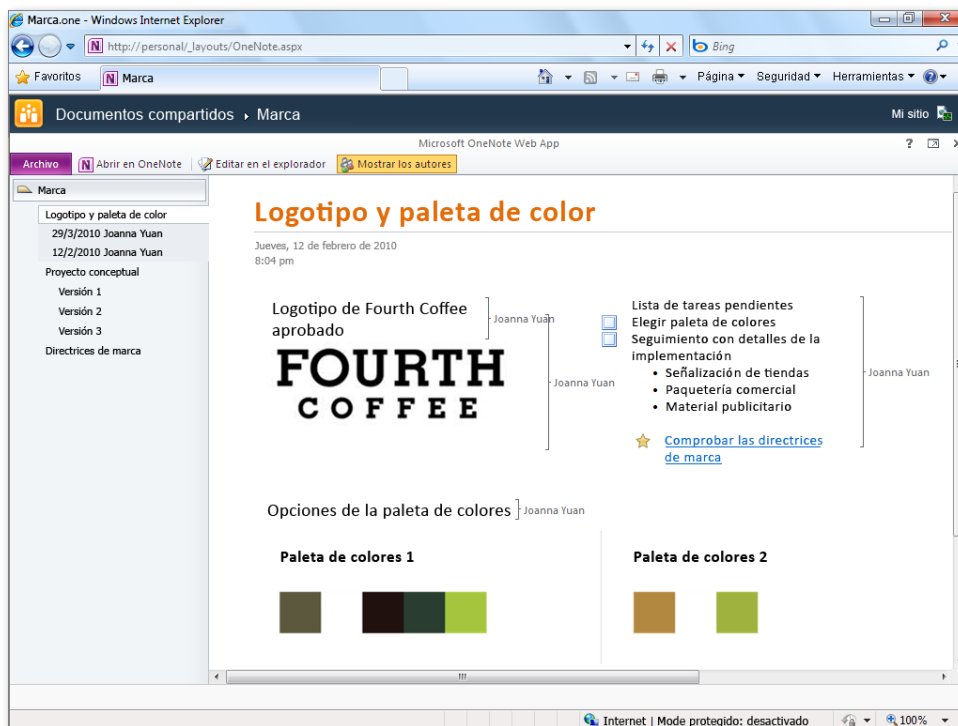 Marca.one - Windows Internet Explorer
http://personal/_layouts/OneNote.aspx
Bing
Favoritos
Marca
Página
Seguridad
Herramientas
Documentos compartidos › Marca
Mi sitio
Microsoft OneNote Web App
Archivo
Abrir en OneNote
Editar en el explorador
Mostrar los autores
Marca
Logotipo y paleta de color
29/3/2010 Joanna Yuan
12/2/2010 Joanna Yuan
Proyecto conceptual
Versión 1
Versión 2
Versión 3
Directrices de marca
Logotipo y paleta de color
Jueves, 12 de febrero de 2010
8:04 pm
Logotipo de Fourth Coffee
aprobado
Joanna Yuan
FOURTH
COFFEE
Joanna Yuan
Lista de tareas pendientes
Elegir paleta de colores
Seguimiento con detalles de la
implementación
• Señalización de tiendas
• Paquetería comercial
• Material publicitario
Joanna Yuan
Comprobar las directrices
de marca
Opciones de la paleta de colores
Joanna Yuan
Paleta de colores 1
Paleta de colores 2
Internet | Mode protegido: desactivado
100%